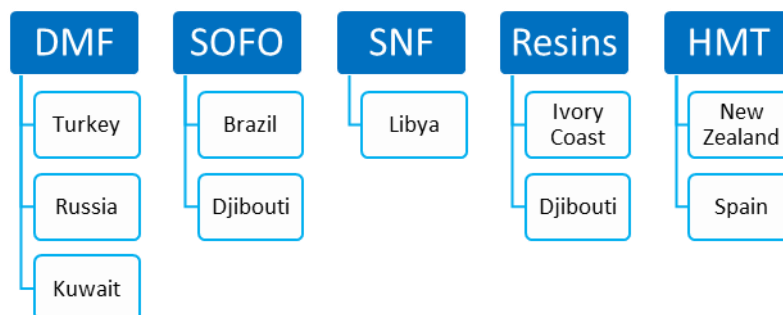 DMF
Turkey
Russia
Kuwait
SOFO
Brazil
Djibouti
SNF
Libya
Resins
Ivory
Coast
Djibouti
HMT
New
Zealand
Spain